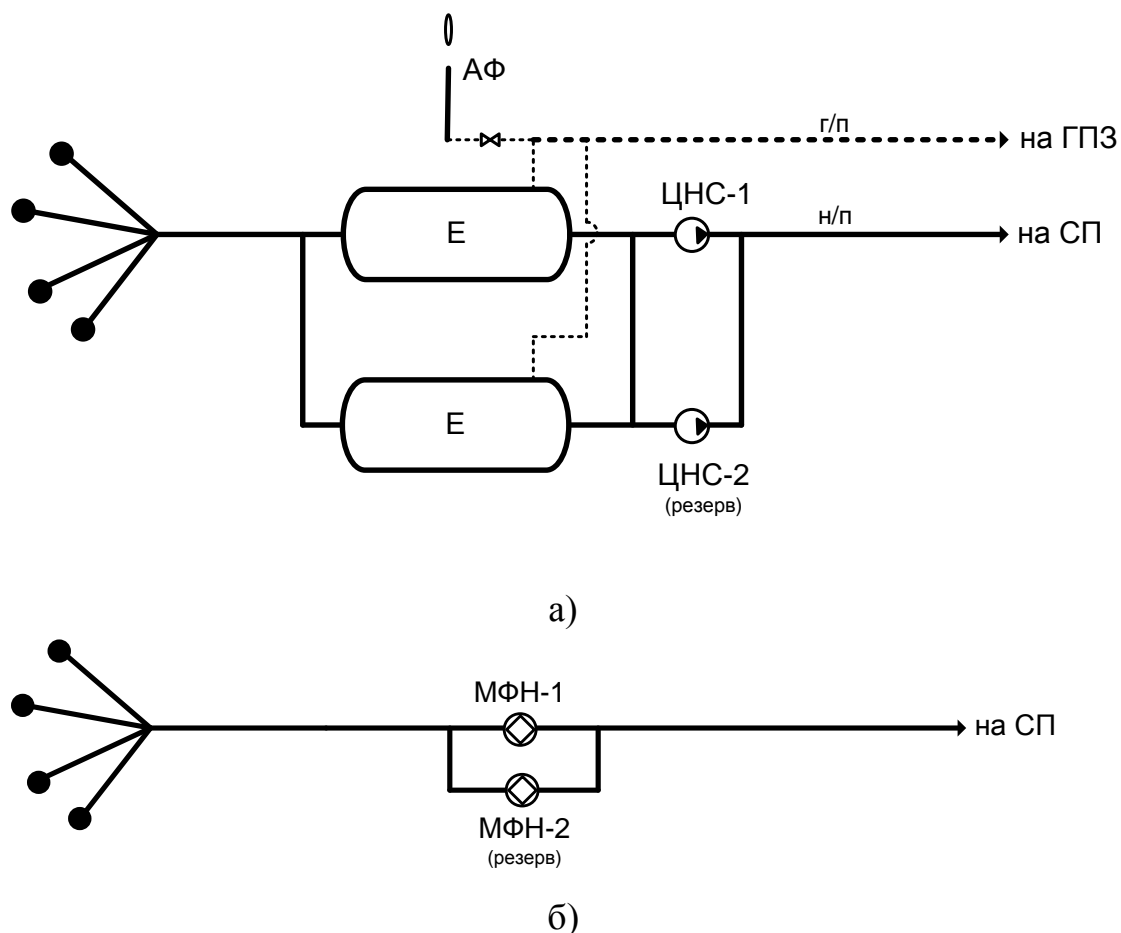 АФ
г/п
на ГПЗ
ЦНС-1
Е
н/п
на СП
Е
ЦНС-2
(резерв)
а)
МФН-1
на СП
МФН-2
(резерв)
б)